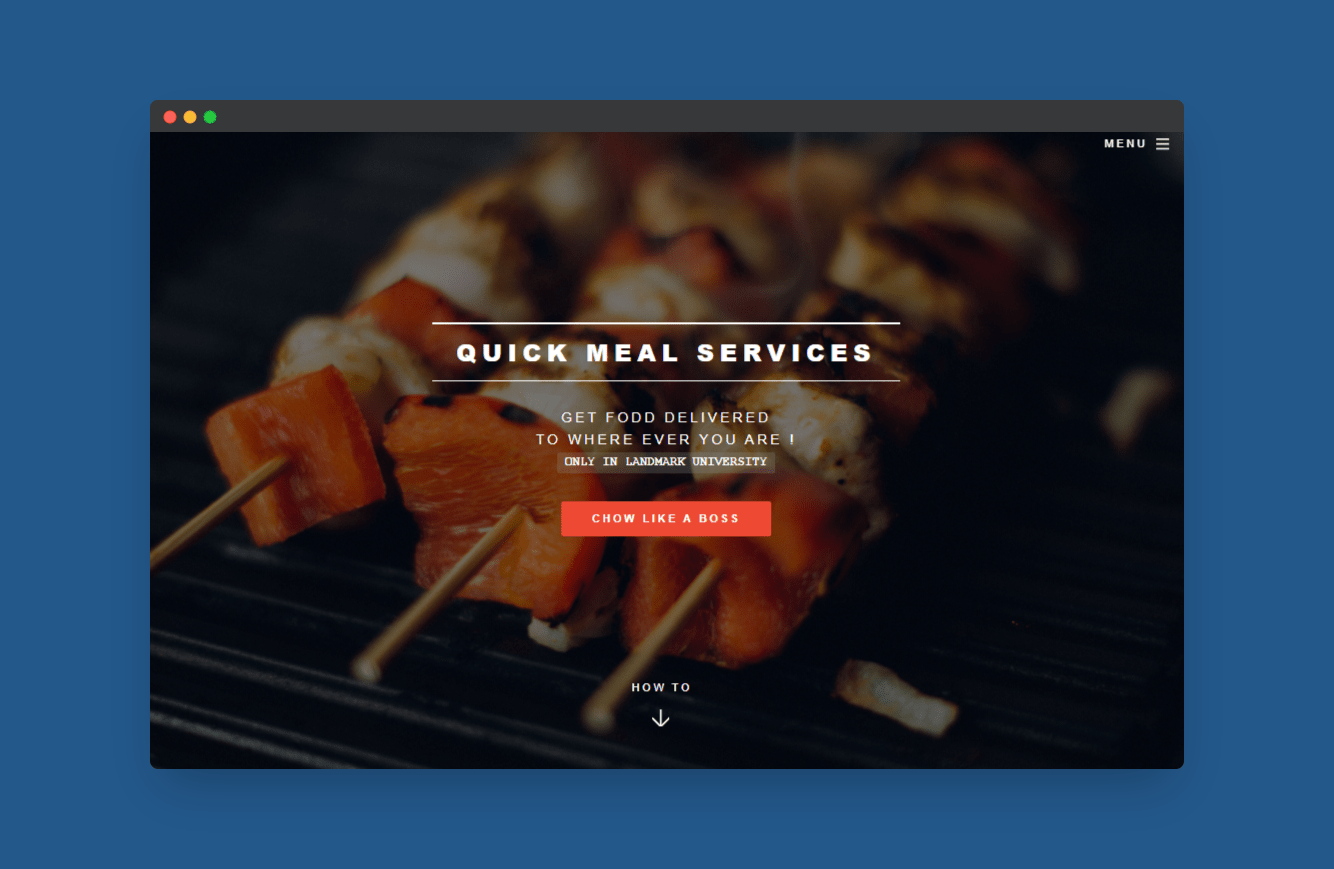 MENU
QUICK MEAL SERVICES
GET FODD DELIVERED
TO WHERE EVER YOU ARE !
ONLY IN LANDMARK UNIVERSITY
CHOW LIKE A BOSS
HOW TO